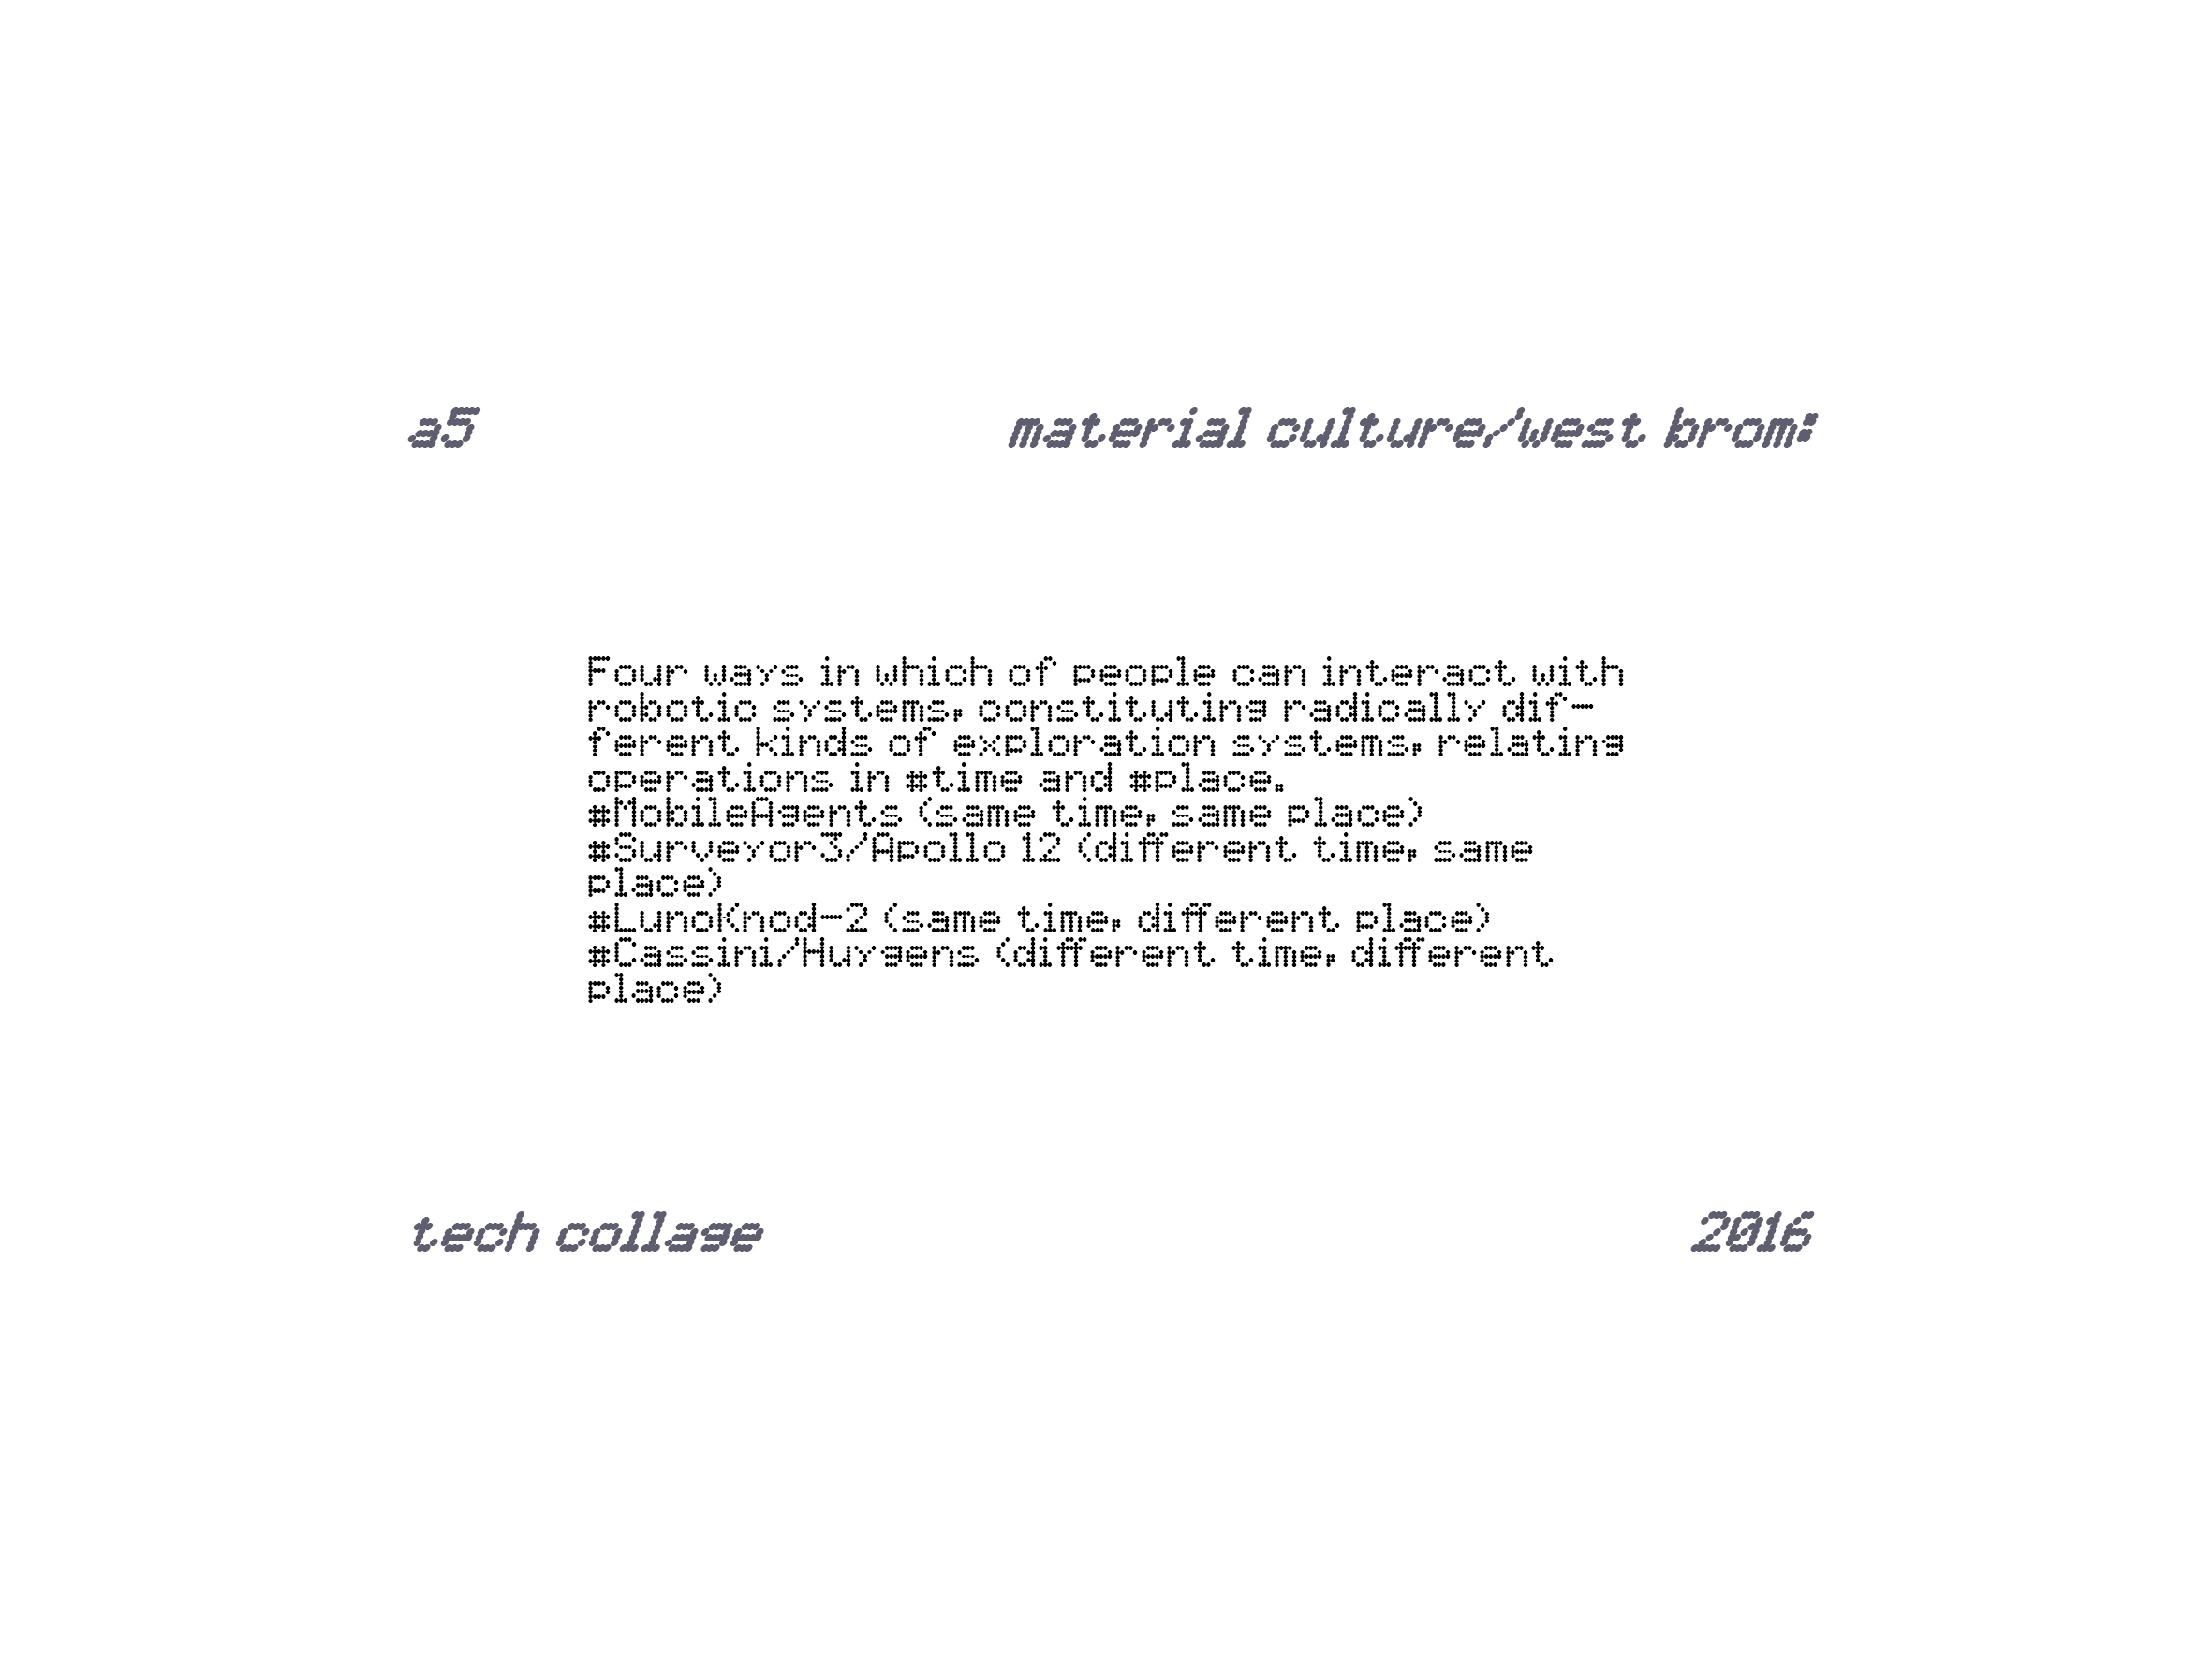 a5
material culture/west brom:
Four ways in which of people can interact with
robotic systems, constituting radically dif-
ferent kinds of exploration systems, relating
operations in #time and #place.
#MobileAgents (same time, same place)
#Surveyor3/Apollo 12 (different time, same
place)
#LunoKnod-2 (same time, different place)
#Cassini/Huygens (different time, different
place)
tech collage
2016